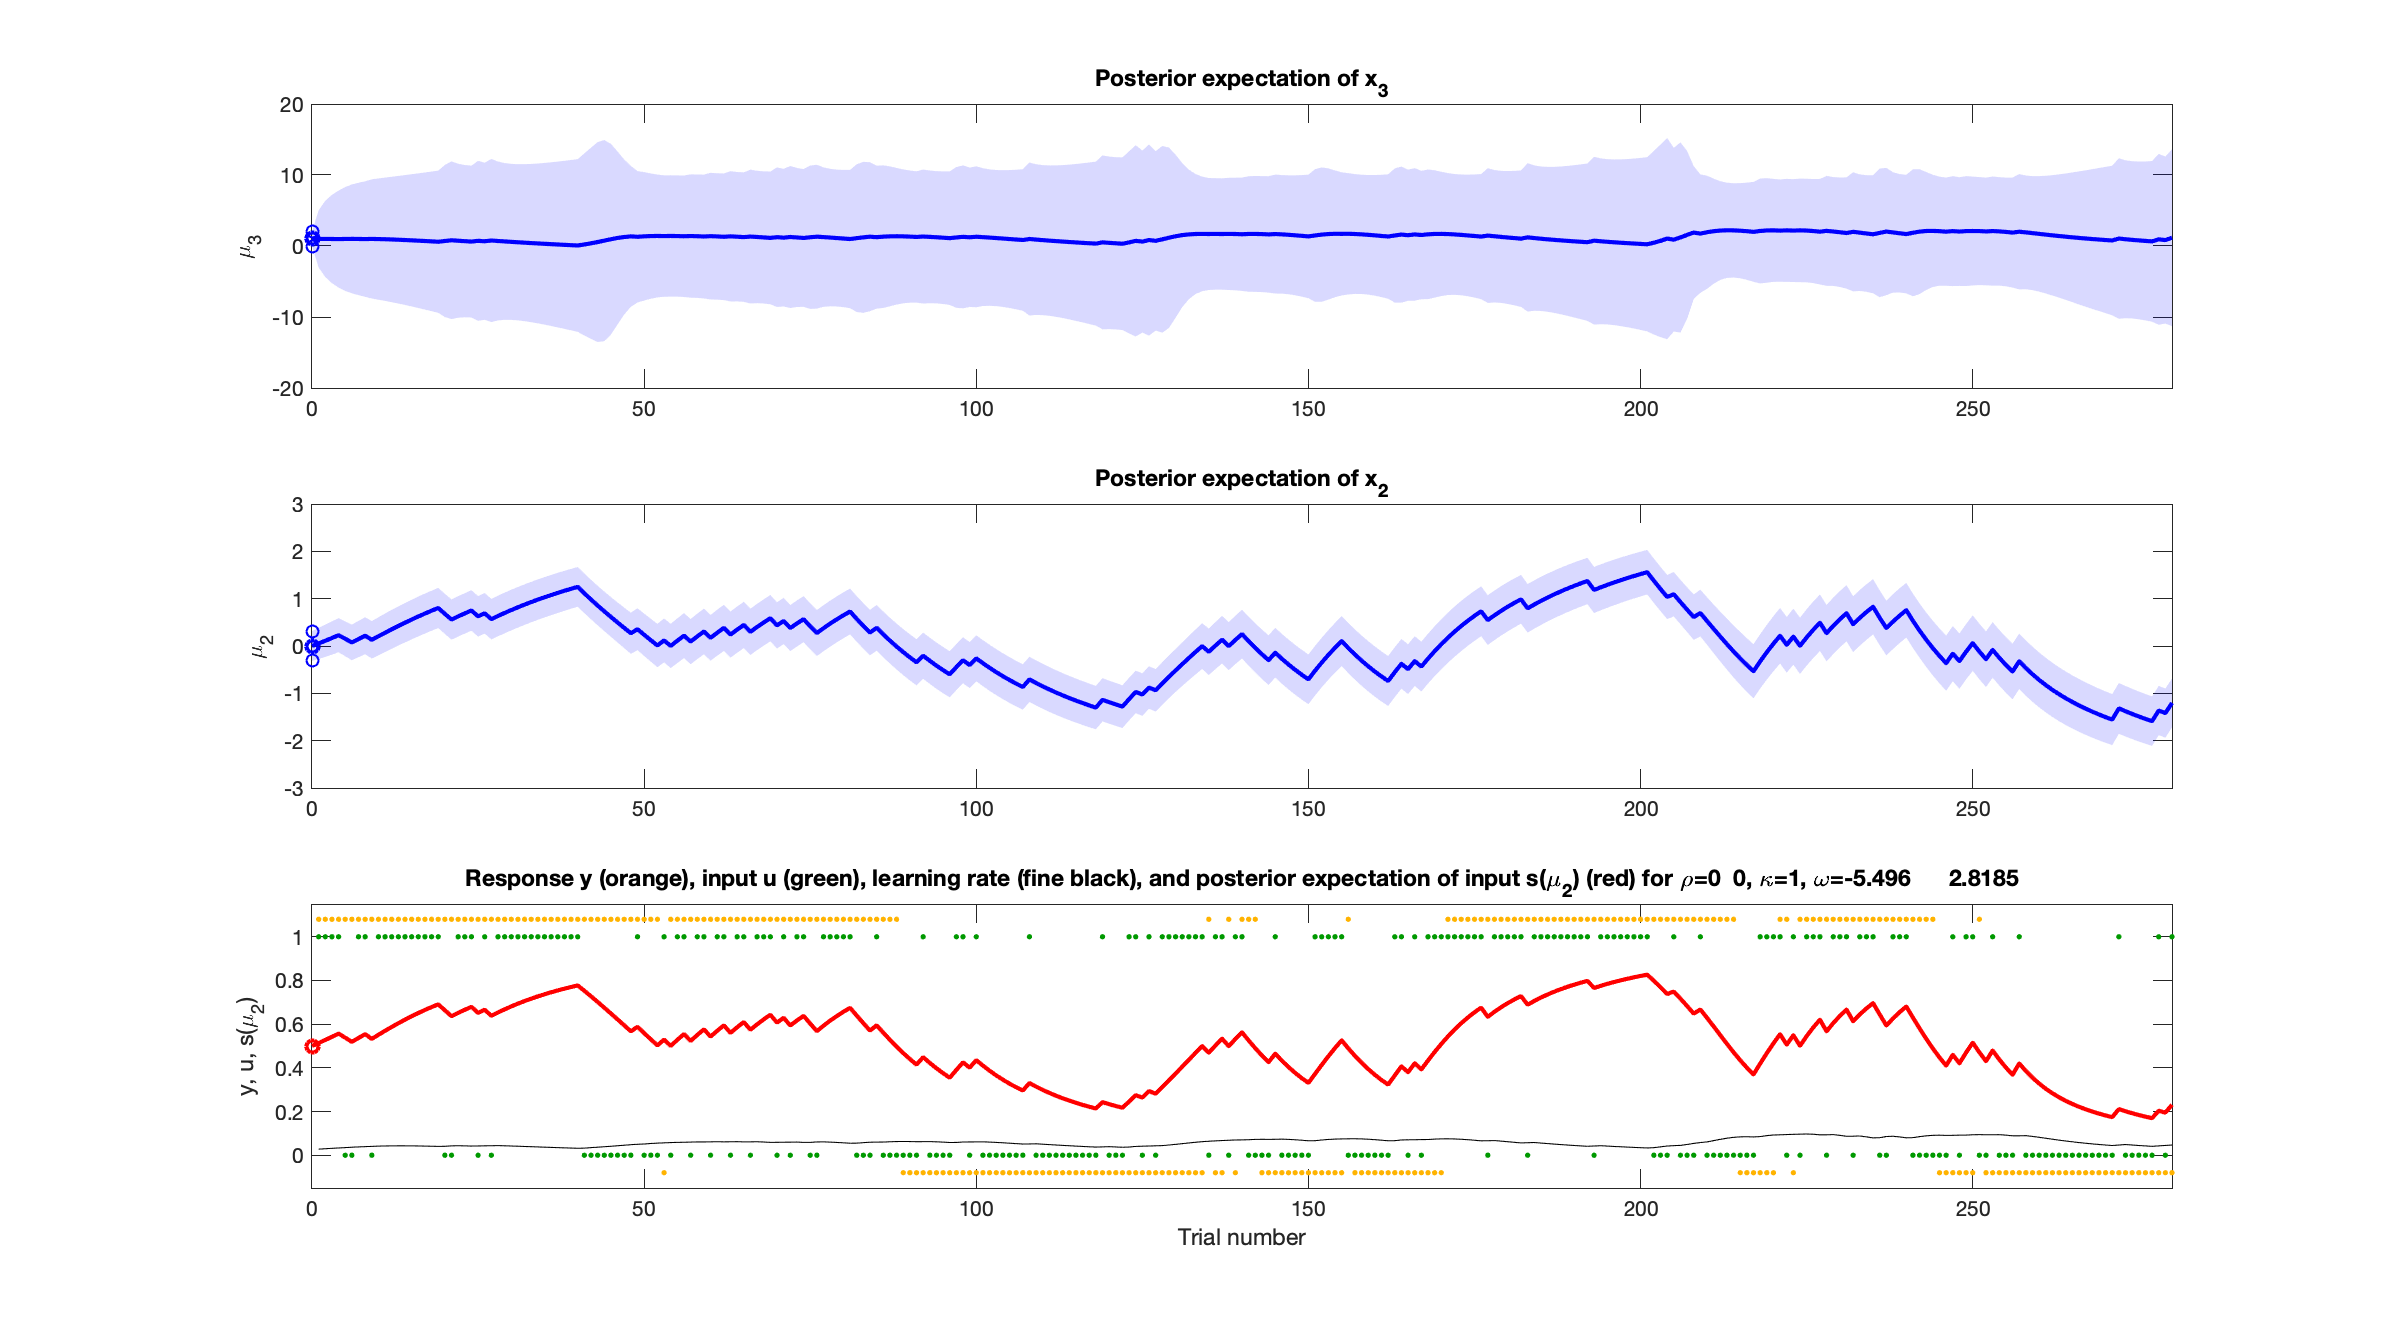 Posterior expectation of x3
20
10
0
-10
-20
μ3
0 50 100 150 200 250
Posterior expectation of x2
3
2
1
0
-1
-2
-3
μ2
0 50 100 150 200 250
Response y (orange), input u (green), learning rate (fine black), and posterior expectation of input s(μ2) (red) for ρ=0 0, κ=1, ω=-5.496 2.8185
1
0.8
0.6
0.4
0.2
0
y, u, s(μ2)
0 50 100 150 200 250
Trial number